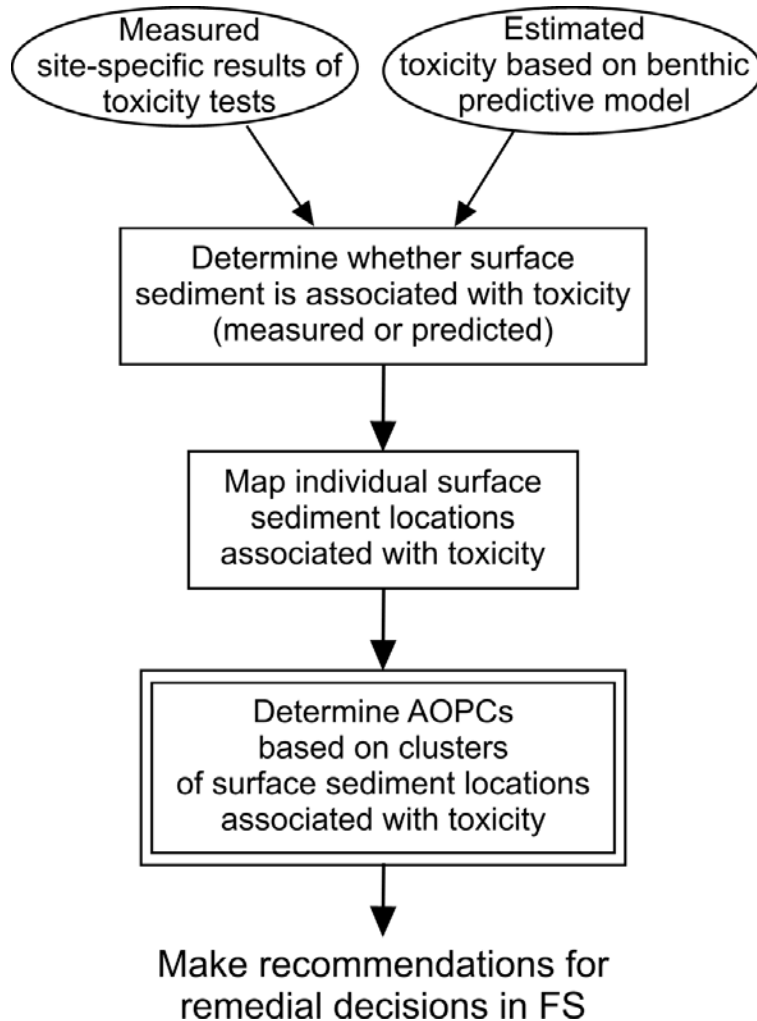 Measured
site-specific results of
toxicity tests
Estimated
toxicity based on benthic
predictive model
Determine whether surface
sediment is associated with toxicity
(measured or predicted)
Map individual surface
sediment locations
associated with toxicity
Determine AOPCs
based on clusters
of surface sediment locations
associated with toxicity
Make recommendations for
remedial decisions in FS